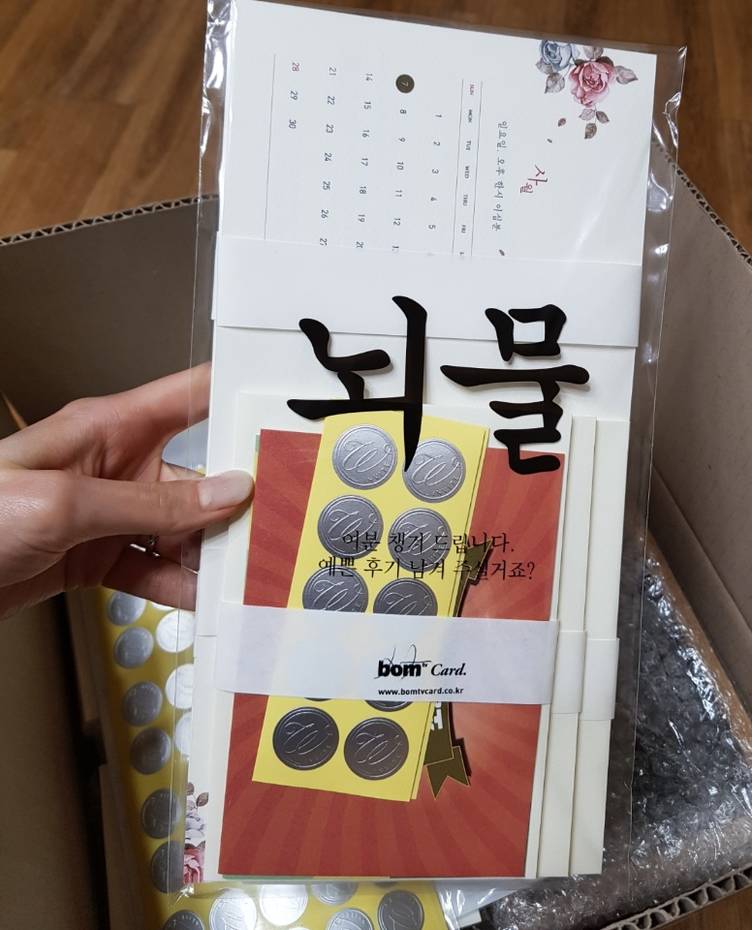 사월
일요일. 오후 한시 이십분
SUN MON TUE WED THU FRI
1 2 3 4 5
7 8 9 10 11 12
14 15 16 17 18 19
21 22 23 24 25 26 27
28 29 30
뇌물
여분 챙겨 드립니다.
예쁜 후기 남겨 주실거죠?
bom tv Card.
www.bomtvcard.co.kr